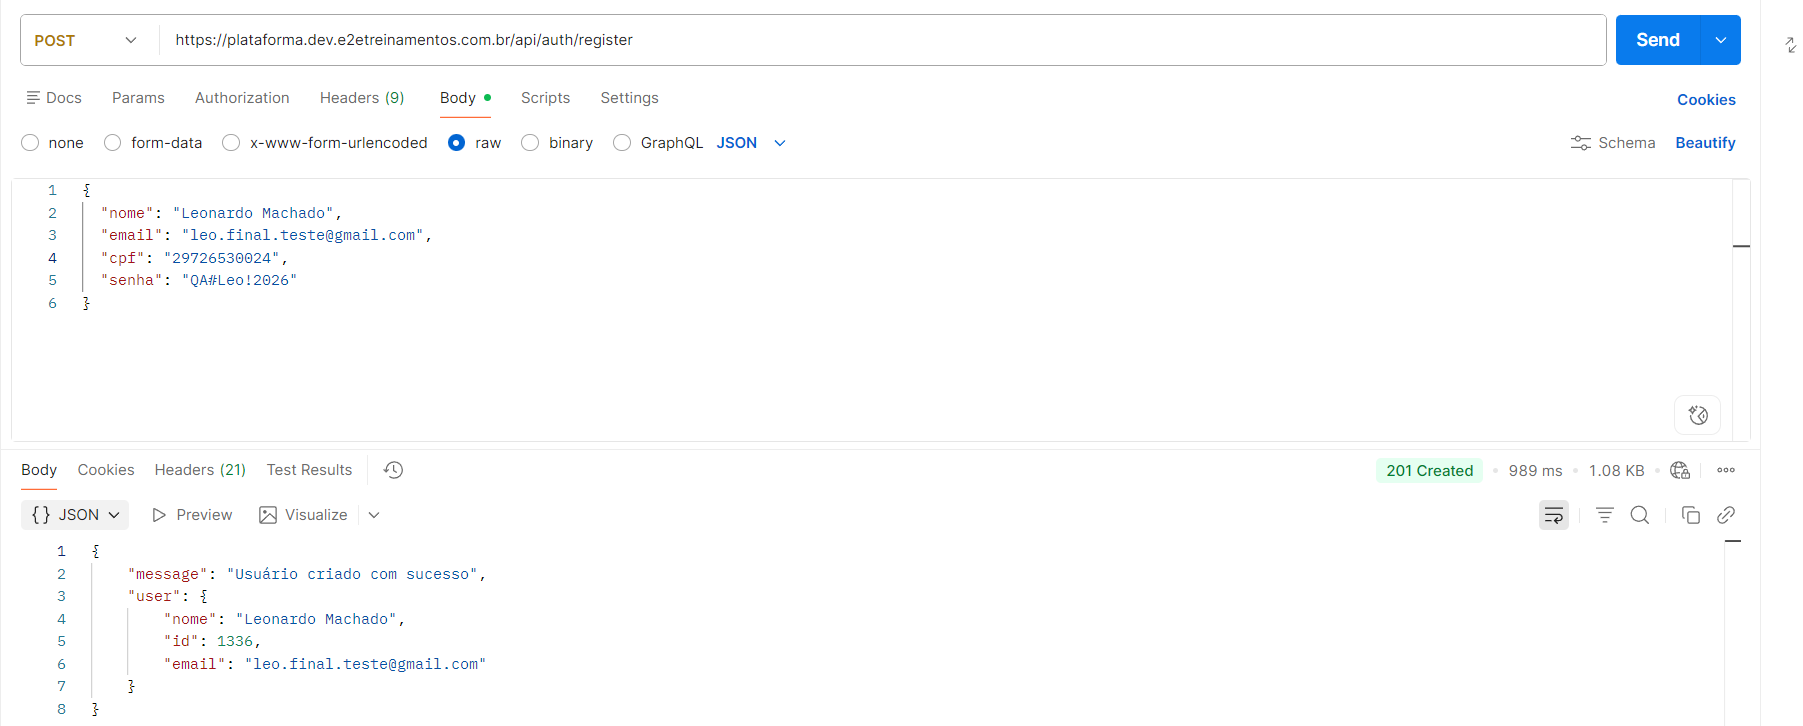 POST https://plataforma.dev.e2etreinamentos.com.br/api/auth/register Send
Docs Params Authorization Headers (9) Body Scripts Settings Cookies
none form-data x-www-form-urlencoded raw binary GraphQL JSON Schema Beautify
1 {
2 "nome": "Leonardo Machado",
3 "email": "leo.final.teste@gmail.com",
4 "cpf": "29726530024",
5 "senha": "QA#Leo!2026"
6 }
Body Cookies Headers (21) Test Results 201 Created 989 ms 1.08 KB
{} JSON Preview Visualize
1 {
2 "message": "Usuário criado com sucesso",
3 "user": {
4 "nome": "Leonardo Machado",
5 "id": 1336,
6 "email": "leo.final.teste@gmail.com"
7 }
8 }